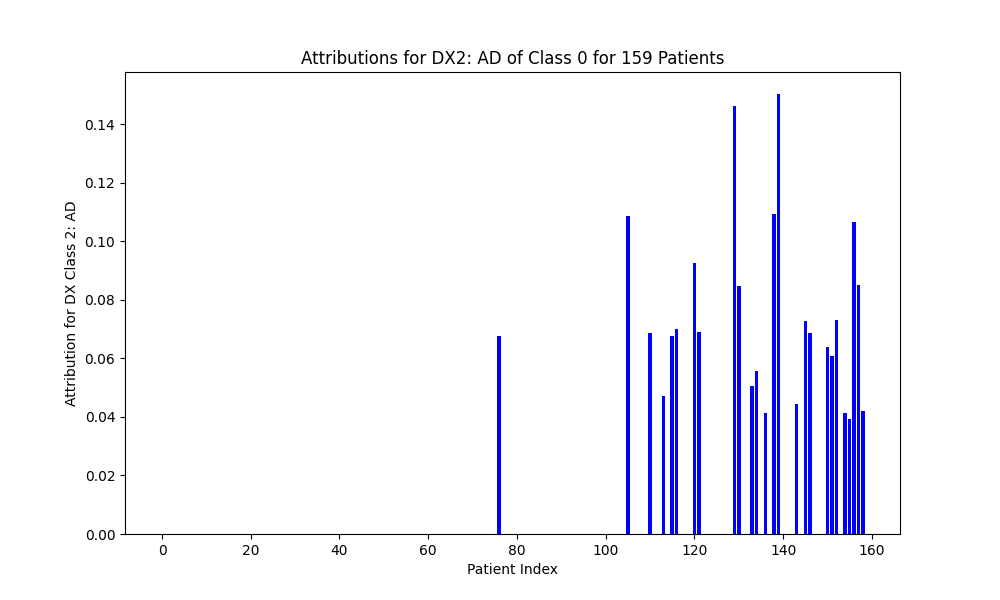 Attributions for DX2: AD of Class 0 for 159 Patients
Attribution for DX Class 2: AD
0.14
0.12
0.10
0.08
0.06
0.04
0.02
0.00
0 20 40 60 80 100 120 140 160
Patient Index